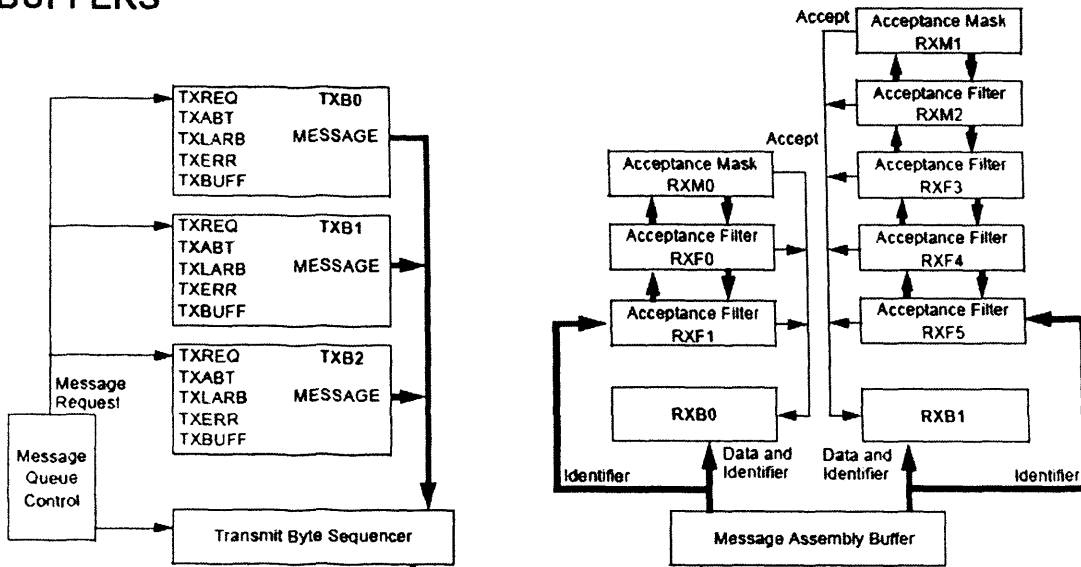 BUFFERS
TXREQ TXB0
TXABT
TXLARB MESSAGE
TXERR
TXBUFF
TXREQ TXB1
TXABT
TXLARB MESSAGE
TXERR
TXBUFF
TXREQ TXB2
TXABT
TXLARB MESSAGE
TXERR
TXBUFF
Message
Request
Message
Queue
Control
Transmit Byte Sequencer
Accept
Acceptance Mask
RXM1
Acceptance Filter
RXM2
Accept
Acceptance Mask
RXM0
Acceptance Filter
RXF3
Acceptance Filter
RXF0
Acceptance Filter
RXF4
Acceptance Filter
RXF1
Acceptance Filter
RXF5
RXB0
RXB1
Identifier
Data and
Identifier
Data and
Identifier
Identifier
Message Assembly Buffer